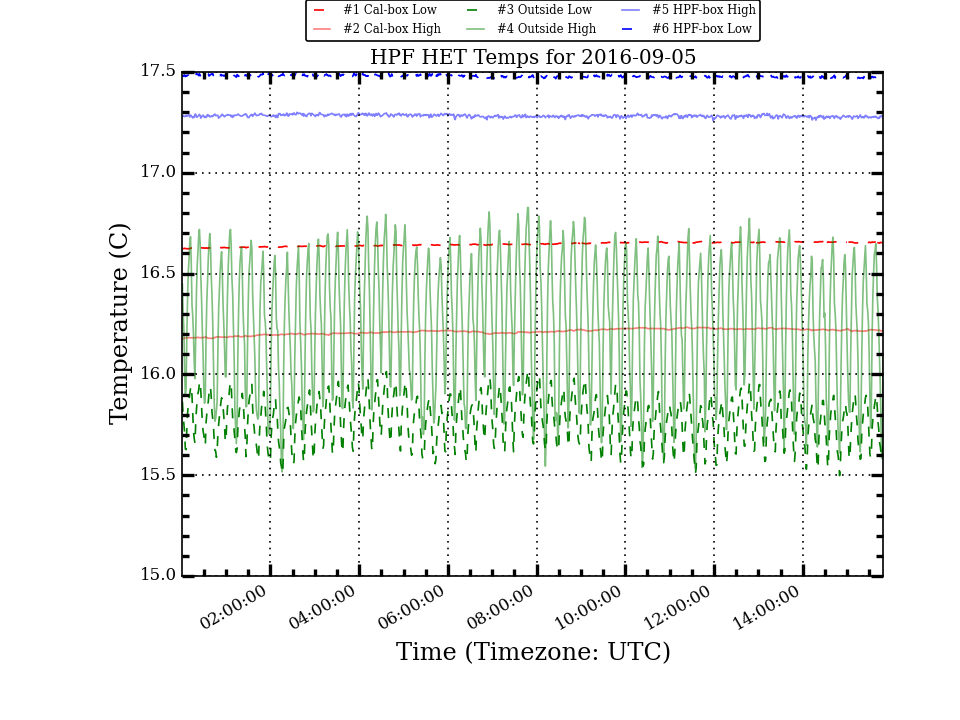 #1 Cal-box Low #3 Outside Low #5 HPF-box High
#2 Cal-box High #4 Outside High #6 HPF-box Low
HPF HET Temps for 2016-09-05
17.5
17.0
16.5
16.0
15.5
15.0
Temperature (C)
02:00:00 04:00:00 06:00:00 08:00:00 10:00:00 12:00:00 14:00:00
Time (Timezone: UTC)